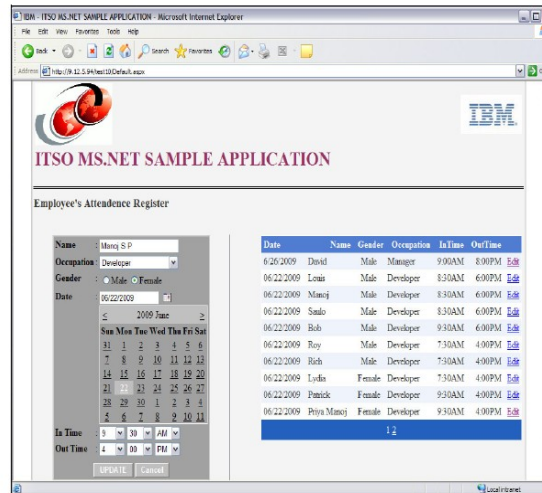 IBM - ITSO MS.NET SAMPLE APPLICATION - Microsoft Internet Explorer
File Edit View Favorites Tools Help
Back Search Favorites
Address http://9.12.5.94/test10/Default.aspx
IBM
ITSO MS.NET SAMPLE APPLICATION
Employee's Attendence Register
Name : Manoj S P
Occupation : Developer
Gender : Male Female
Date : 06/22/2009
< 2009 June >
Sun Mon Tue Wed Thu Fri Sat
31 1 2 3 4 5 6
7 8 9 10 11 12 13
14 15 16 17 18 19 20
21 22 23 24 25 26 27
28 29 30 1 2 3 4
5 6 7 8 9 10 11
In Time : 9 30 AM
Out Time : 4 00 PM
UPDATE Cancel
Date Name Gender Occupation InTime OutTime
6/26/2009 David Male Manager 9:00AM 8:00PM Edit
06/22/2009 Louis Male Developer 8:30AM 6:00PM Edit
06/22/2009 Manoj Male Developer 8:30AM 6:00PM Edit
06/22/2009 Saulo Male Developer 8:30AM 6:00PM Edit
06/22/2009 Bob Male Developer 9:30AM 6:00PM Edit
06/22/2009 Roy Male Developer 7:30AM 4:00PM Edit
06/22/2009 Rich Male Developer 7:30AM 4:00PM Edit
06/22/2009 Lydia Female Developer 7:30AM 4:00PM Edit
06/22/2009 Patrick Female Developer 9:30AM 4:00PM Edit
06/22/2009 Priya Manoj Female Developer 9:30AM 4:00PM Edit
1 2
Local intranet